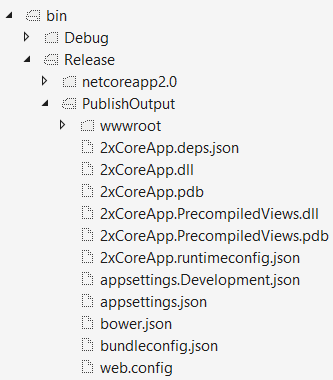 bin
Debug
Release
netcoreapp2.0
PublishOutput
wwwroot
2xCoreApp.deps.json
2xCoreApp.dll
2xCoreApp.pdb
2xCoreApp.PrecompiledViews.dll
2xCoreApp.PrecompiledViews.pdb
2xCoreApp.runtimeconfig.json
appsettings.Development.json
appsettings.json
bower.json
bundleconfig.json
web.config